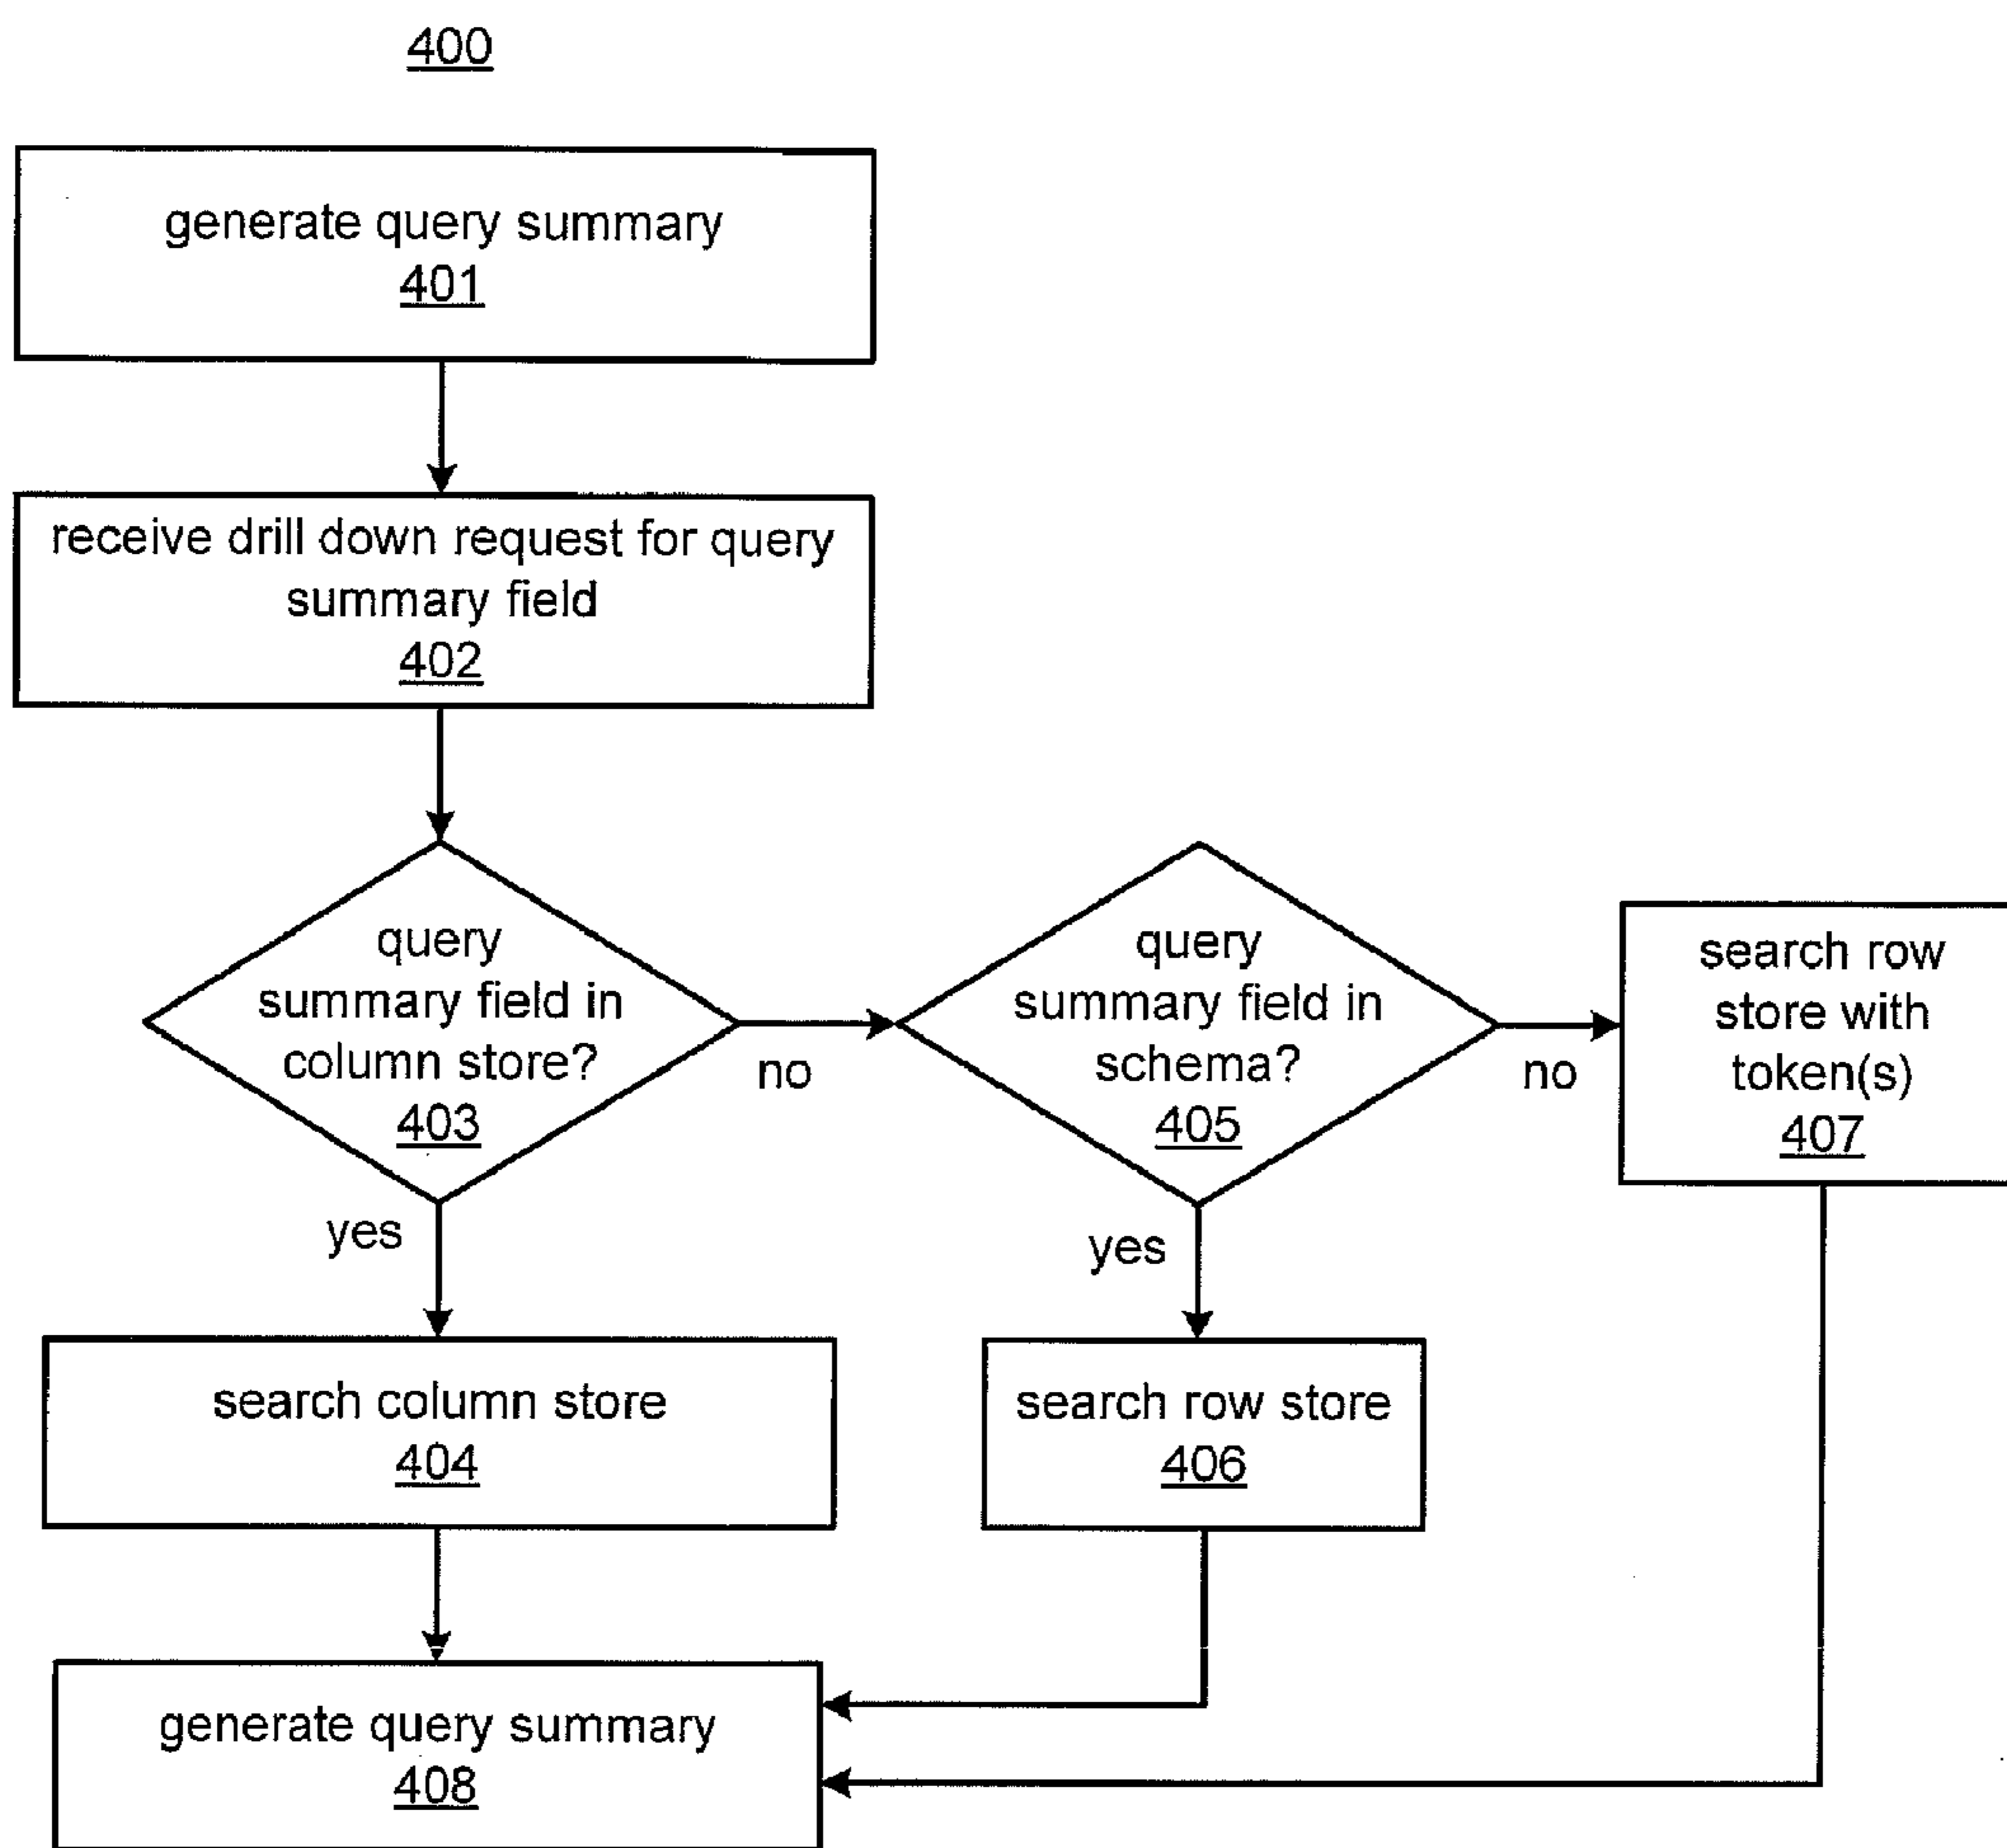 400
generate query summary
401
receive drill down request for query
summary field
402
query
summary field in
column store?
403
no
query
summary field in
schema?
405
no
search row
store with
token(s)
407
yes
yes
search column store
404
search row store
406
generate query summary
408